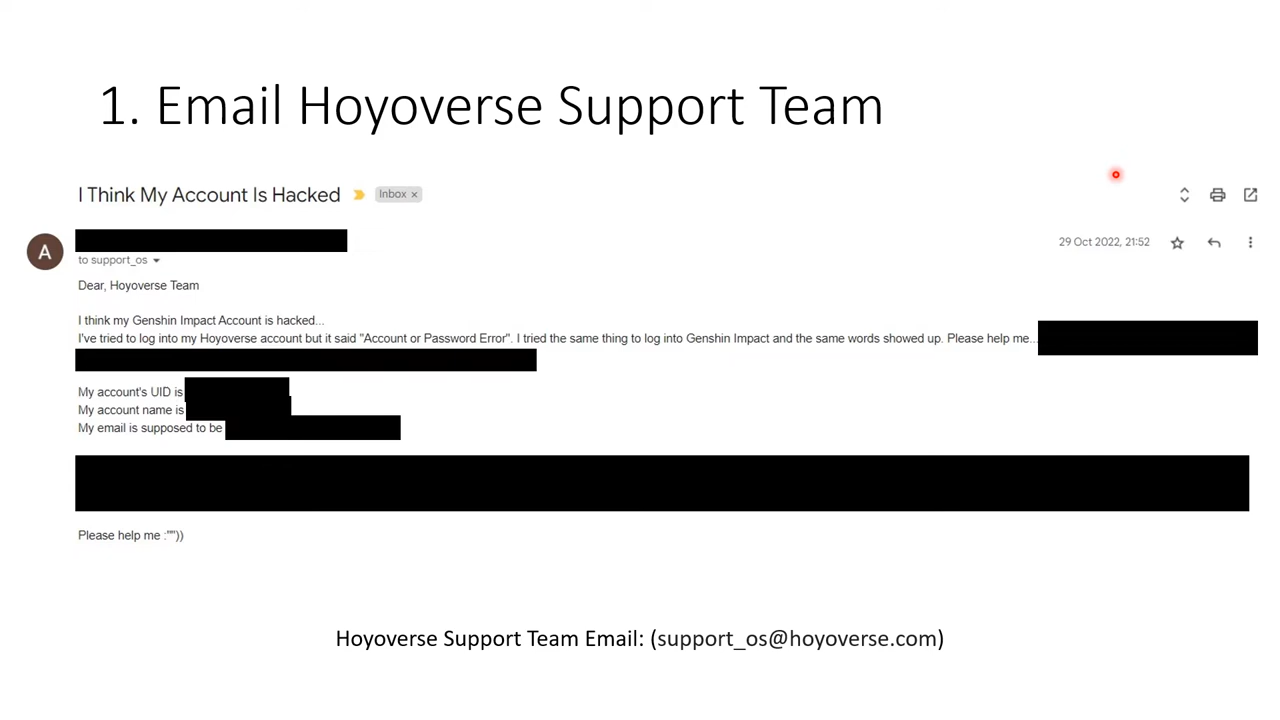 1. Email Hoyoverse Support Team
I Think My Account Is Hacked
Inbox ×
A
29 Oct 2022, 21:52
to support_os
Dear, Hoyoverse Team
I think my Genshin Impact Account is hacked...
I've tried to log into my Hoyoverse account but it said "Account or Password Error". I tried the same thing to log into Genshin Impact and the same words showed up. Please help me...
My account's UID is
My account name is
My email is supposed to be
Please help me :""))
Hoyoverse Support Team Email: (support_os@hoyoverse.com)